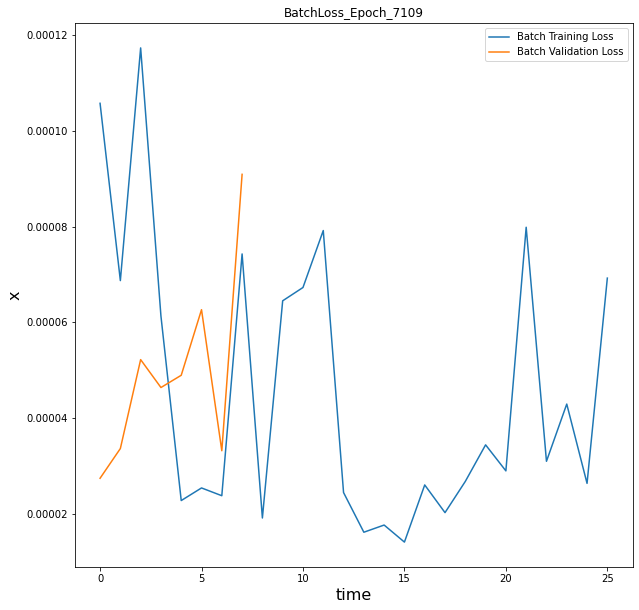 BatchLoss_Epoch_7109
Batch Training Loss
Batch Validation Loss
0.00012
0.00010
0.00008
0.00006
0.00004
0.00002
x
0 5 10 15 20 25
time